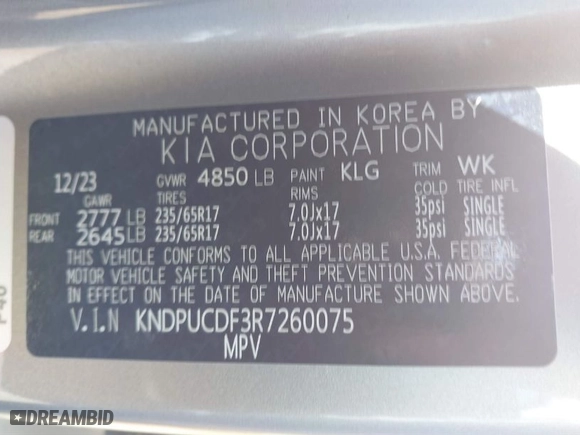 MANUFACTURED IN KOREA BY
KIA CORPORATION
12/23 GVWR 4850 LB PAINT KLG TRIM WK
GAWR TIRES RIMS COLD TIRE INFL
FRONT 2777 LB 235/65R17 7.0Jx17 35psi SINGLE
REAR 2645 LB 235/65R17 7.0Jx17 35psi SINGLE
THIS VEHICLE CONFORMS TO ALL APPLICABLE U.S.A. FEDERAL
MOTOR VEHICLE SAFETY AND THEFT PREVENTION STANDARDS
IN EFFECT ON THE DATE OF MANUFACTURE SHOWN ABOVE.
V.I.N KNDPUCDF3R7260075
MPV
DREAMBID